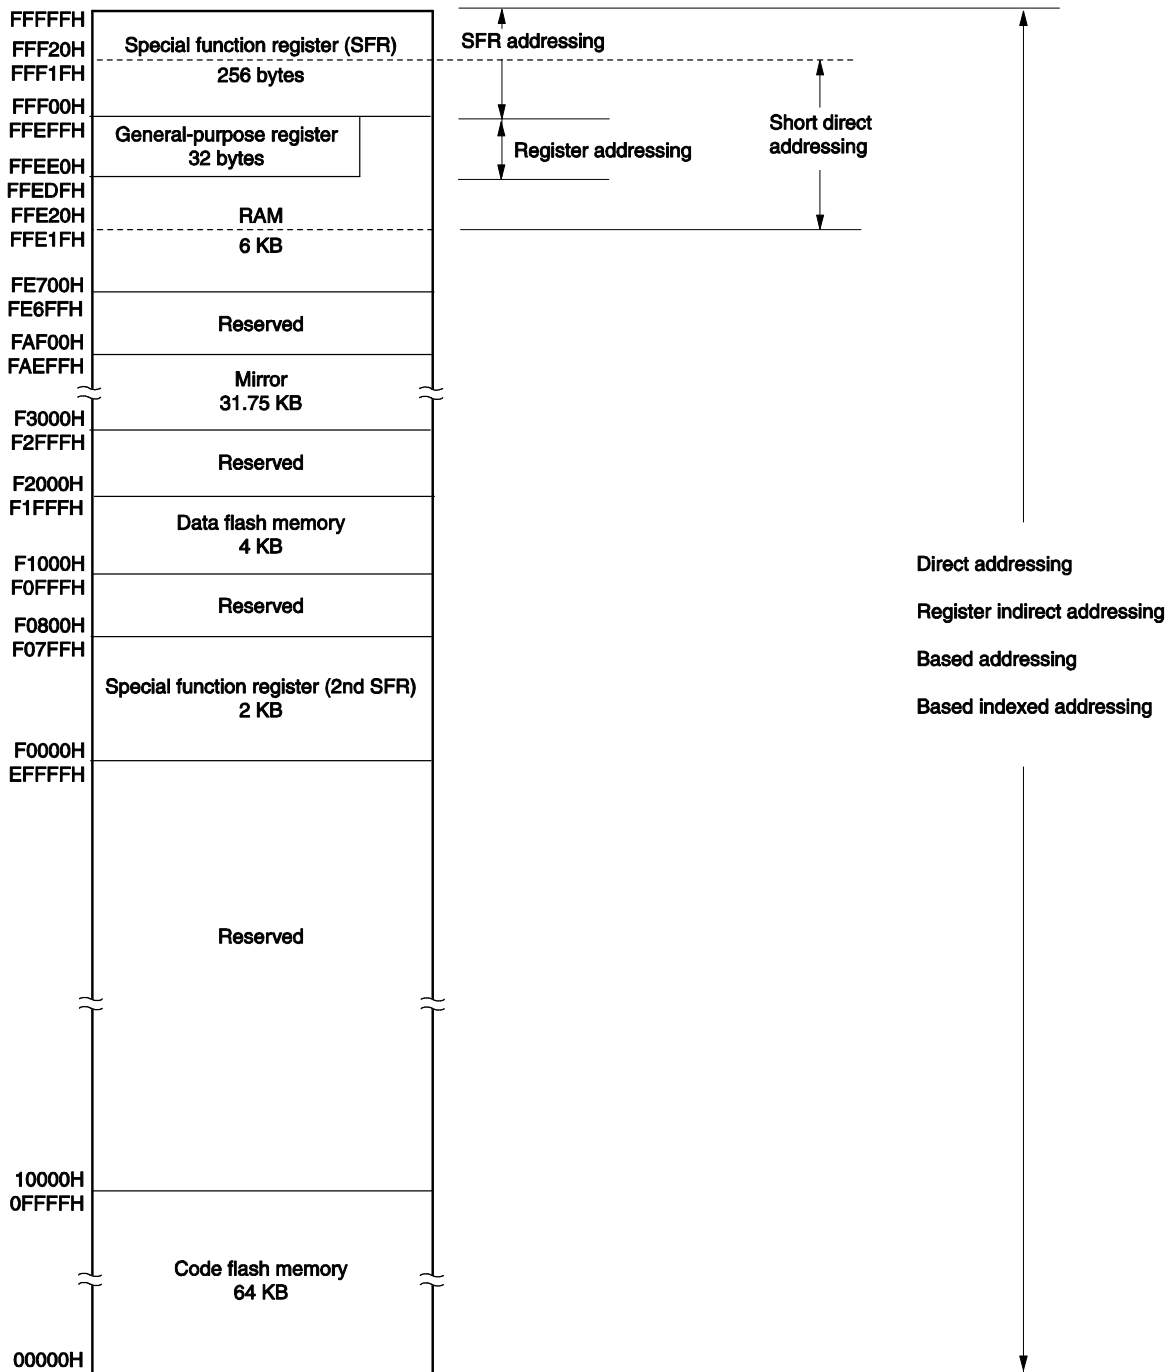 FFFFFH
SFR addressing
FFF20H
Special function register (SFR)
FFF1FH
256 bytes
FFF00H
FFEFFH
General-purpose register
32 bytes
Short direct
addressing
Register addressing
FFEE0H
FFEDFH
FFE20H
RAM
FFE1FH
6 KB
FE700H
FE6FFH
Reserved
FAF00H
FAEFFH
Mirror
31.75 KB
F3000H
F2FFFH
Reserved
F2000H
F1FFFH
Data flash memory
4 KB
F1000H
F0FFFH
Direct addressing
Reserved
Register indirect addressing
F0800H
F07FFH
Based addressing
Special function register (2nd SFR)
2 KB
Based indexed addressing
F0000H
EFFFFH
Reserved
10000H
0FFFFH
Code flash memory
64 KB
00000H